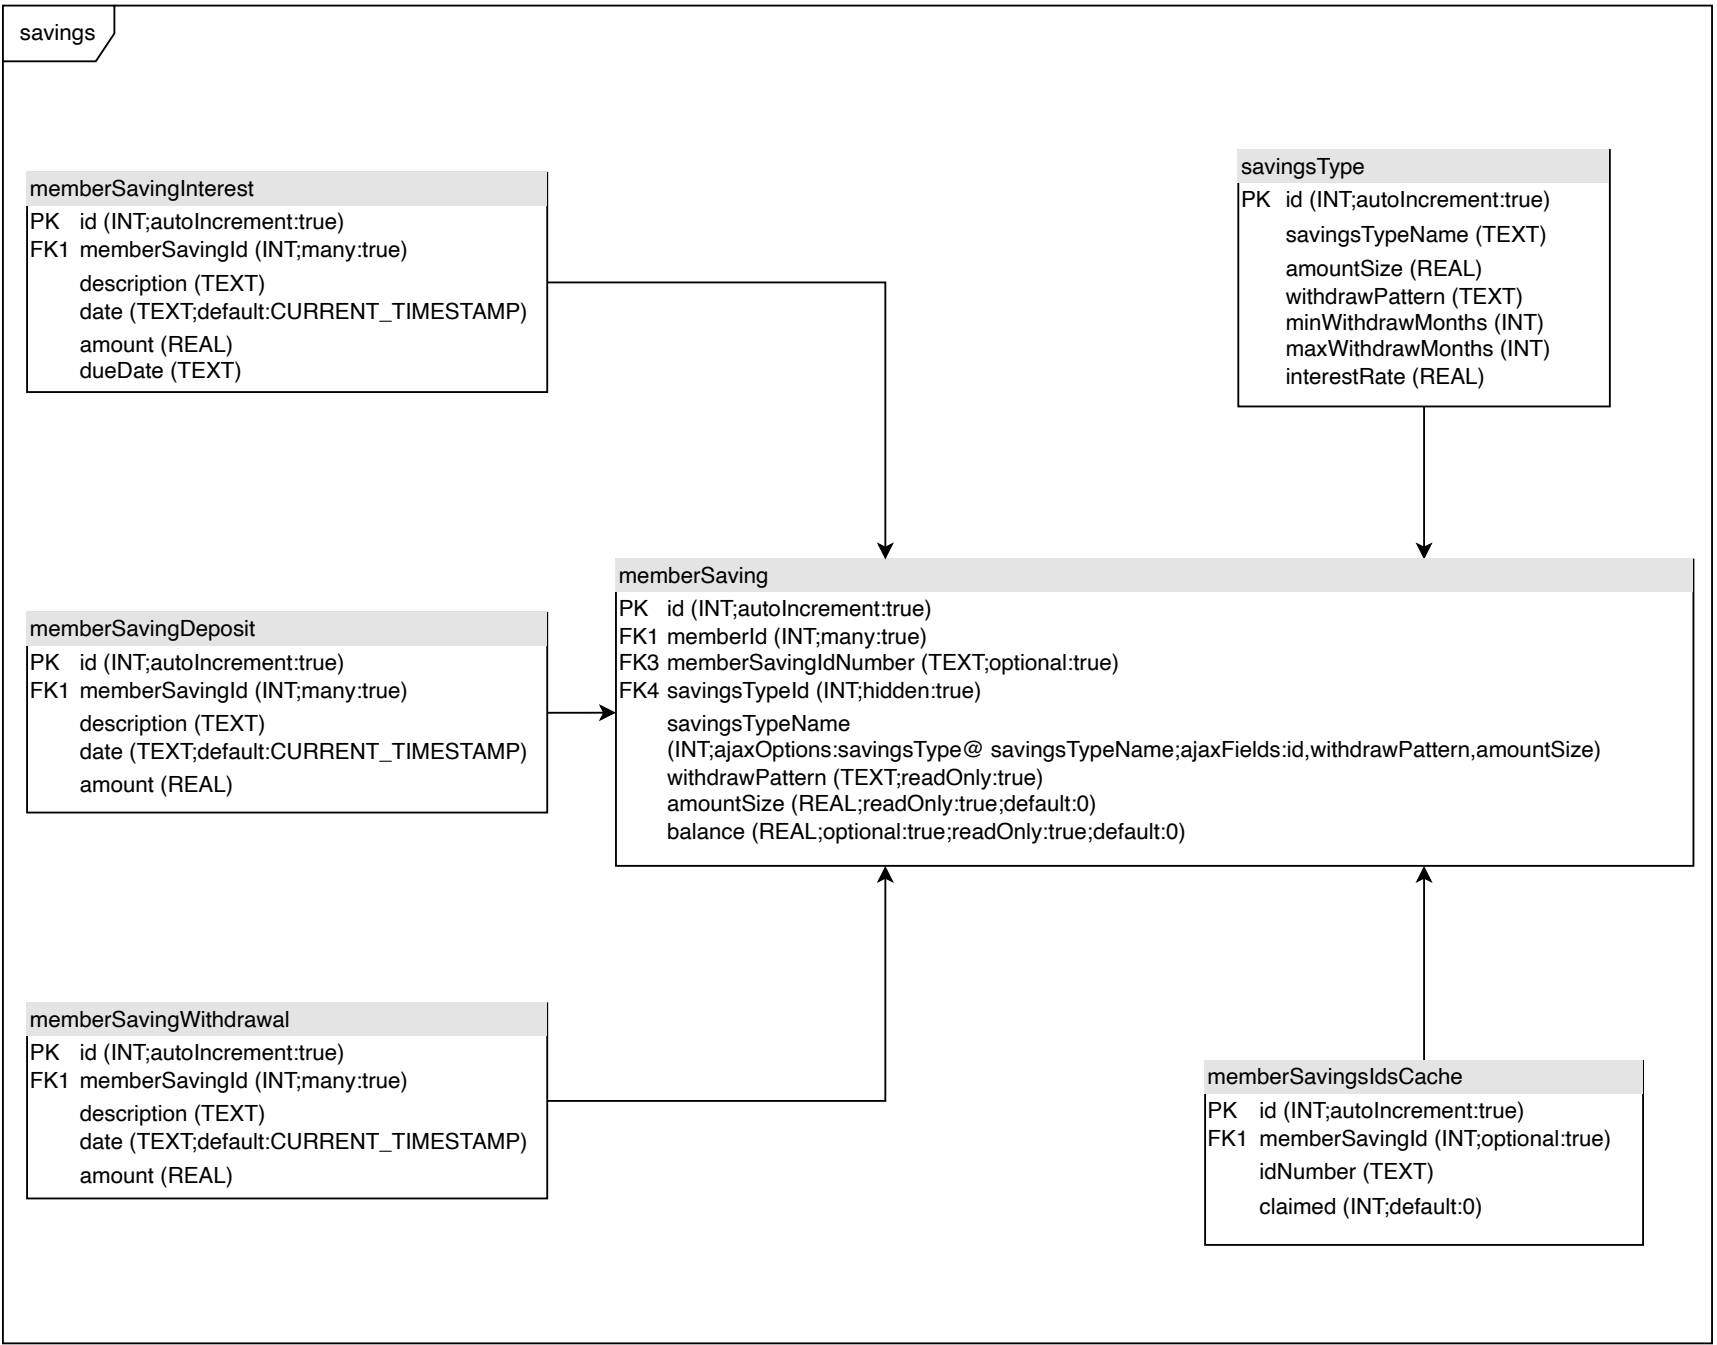 savings
memberSavingInterest
PK id (INT;autoIncrement:true)
FK1 memberSavingId (INT;many:true)
description (TEXT)
date (TEXT;default:CURRENT_TIMESTAMP)
amount (REAL)
dueDate (TEXT)
savingsType
PK id (INT;autoIncrement:true)
savingsTypeName (TEXT)
amountSize (REAL)
withdrawPattern (TEXT)
minWithdrawMonths (INT)
maxWithdrawMonths (INT)
interestRate (REAL)
memberSavingDeposit
PK id (INT;autoIncrement:true)
FK1 memberSavingId (INT;many:true)
description (TEXT)
date (TEXT;default:CURRENT_TIMESTAMP)
amount (REAL)
memberSaving
PK id (INT;autoIncrement:true)
FK1 memberId (INT;many:true)
FK3 memberSavingIdNumber (TEXT;optional:true)
FK4 savingsTypeId (INT;hidden:true)
savingsTypeName
(INT;ajaxOptions:savingsType@ savingsTypeName;ajaxFields:id,withdrawPattern,amountSize)
withdrawPattern (TEXT;readOnly:true)
amountSize (REAL;readOnly:true;default:0)
balance (REAL;optional:true;readOnly:true;default:0)
memberSavingWithdrawal
PK id (INT;autoIncrement:true)
FK1 memberSavingId (INT;many:true)
description (TEXT)
date (TEXT;default:CURRENT_TIMESTAMP)
amount (REAL)
memberSavingsIdsCache
PK id (INT;autoIncrement:true)
FK1 memberSavingId (INT;optional:true)
idNumber (TEXT)
claimed (INT;default:0)